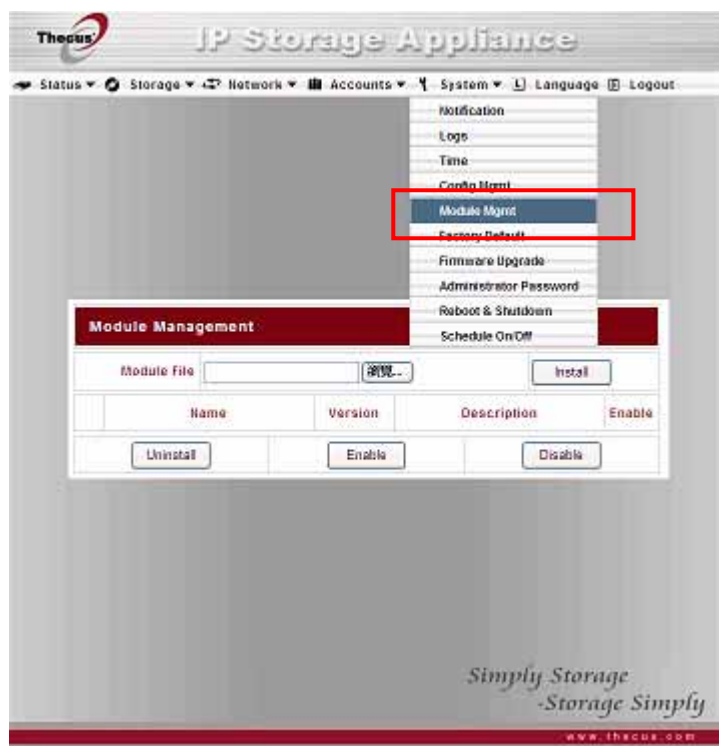 Thecus
IP Storage Appliance
Status Storage Network Accounts System Language Logout
Notification
Logs
Time
Config Mgmt
Module Mgmt
Factory Default
Firmware Upgrade
Administrator Password
Reboot & Shutdown
Schedule On/Off
Module Management
Module File 瀏覽... Install
Name Version Description Enable
Uninstall Enable Disable
Simply Storage
-Storage Simply
www.thecus.com